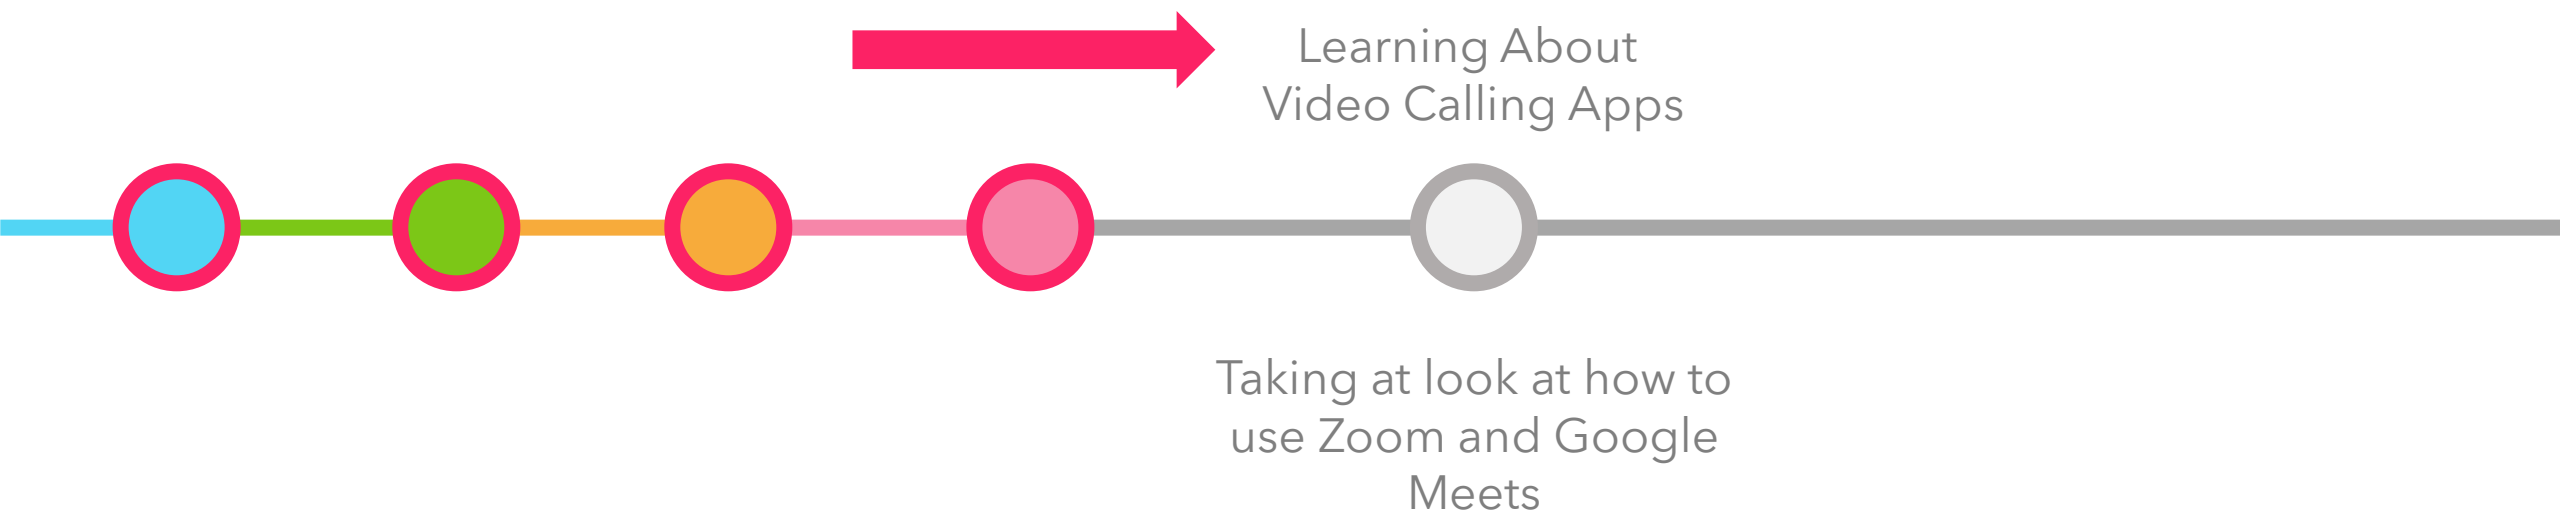 Learning About
Video Calling Apps
Taking at look at how to
use Zoom and Google
Meets